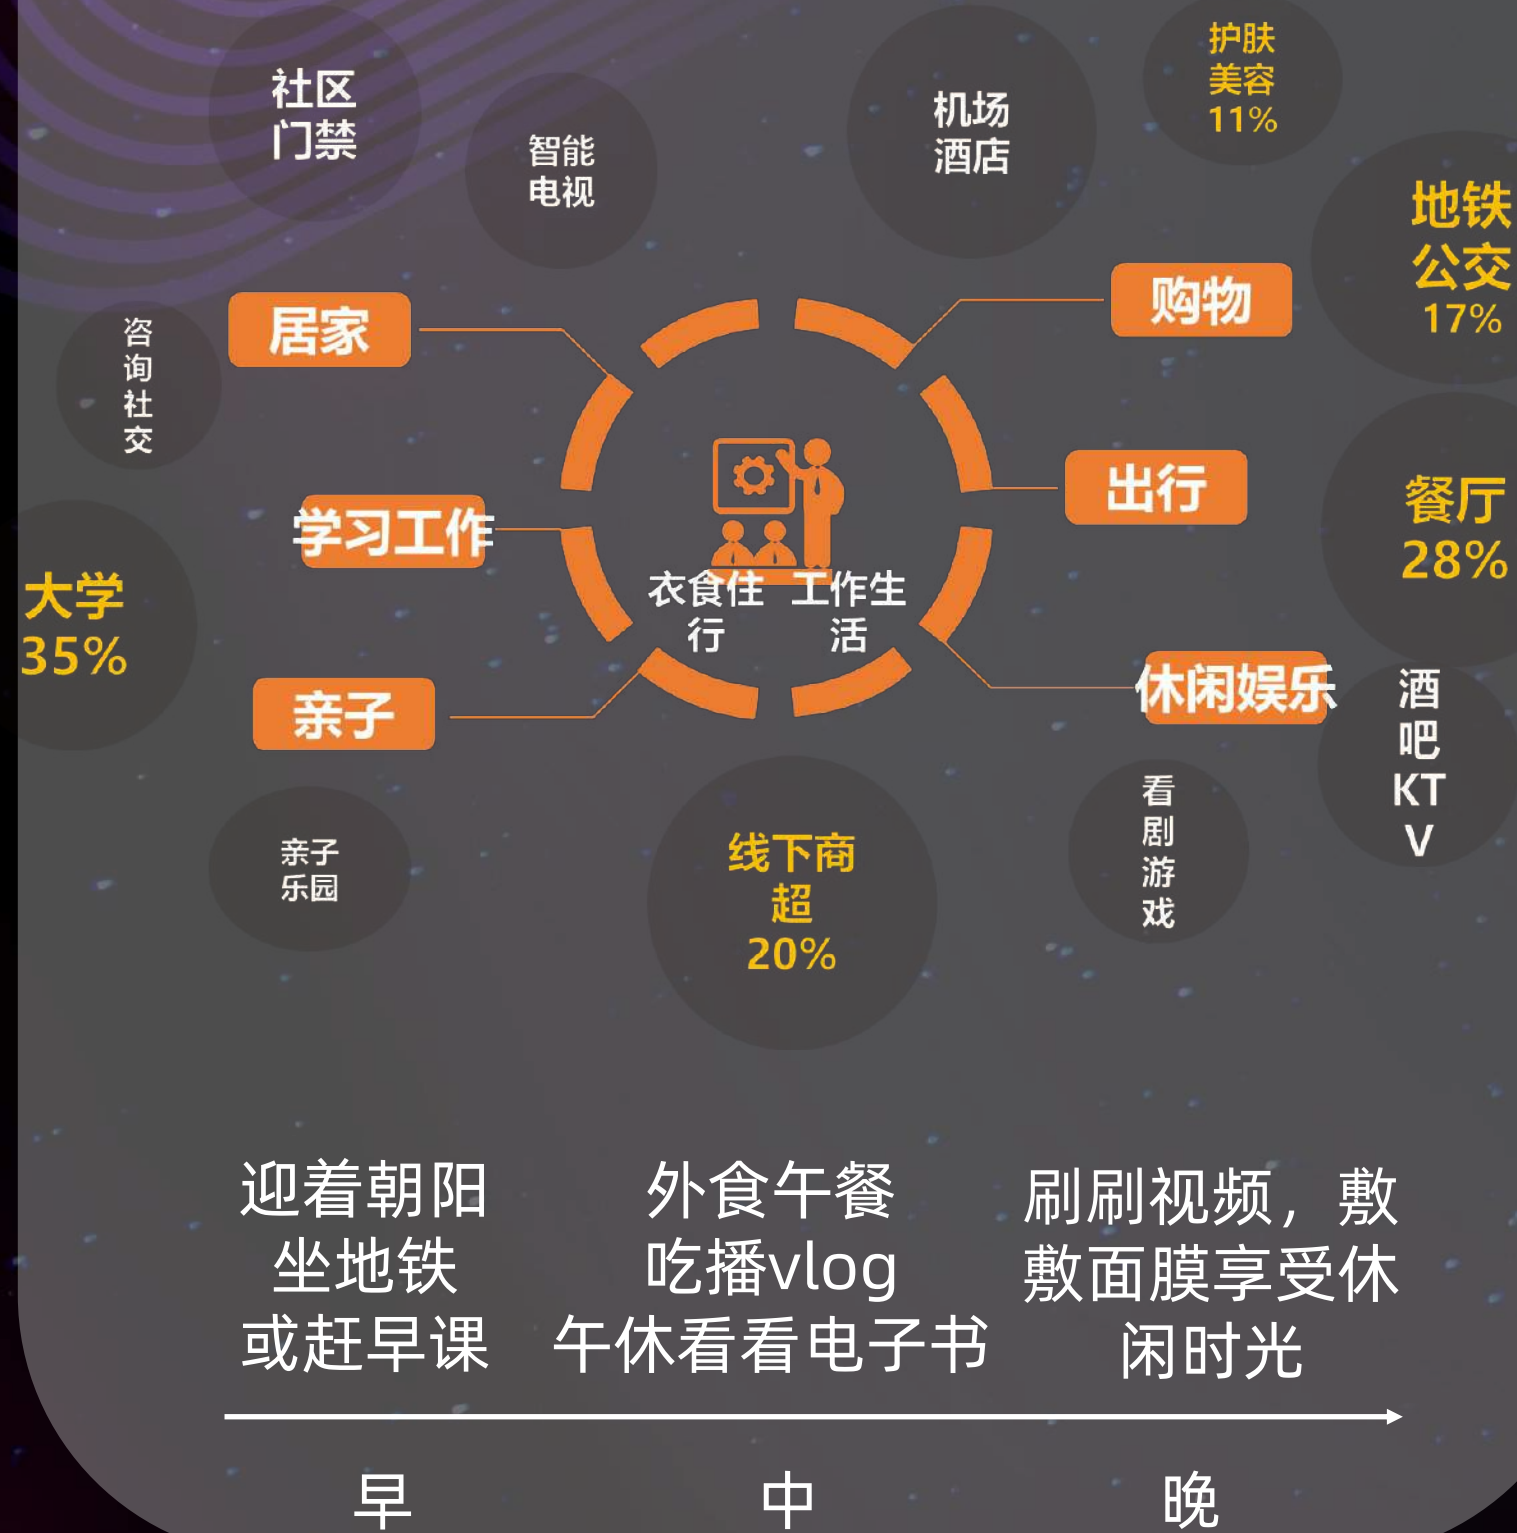 社区
门禁
智能
电视
机场
酒店
护肤
美容
11%
地铁
公交
17%
居家
购物
咨
询
社
交
学习工作
出行
餐厅
28%
大学
35%
衣食住
行
工作生
活
亲子
休闲娱乐
酒
吧
KT
V
亲子
乐园
线下商
超
20%
看
剧
游
戏
迎着朝阳
坐地铁
或赶早课
外食午餐
吃播vlog
午休看看电子书
刷刷视频，敷
敷面膜享受休
闲时光
早
中
晚